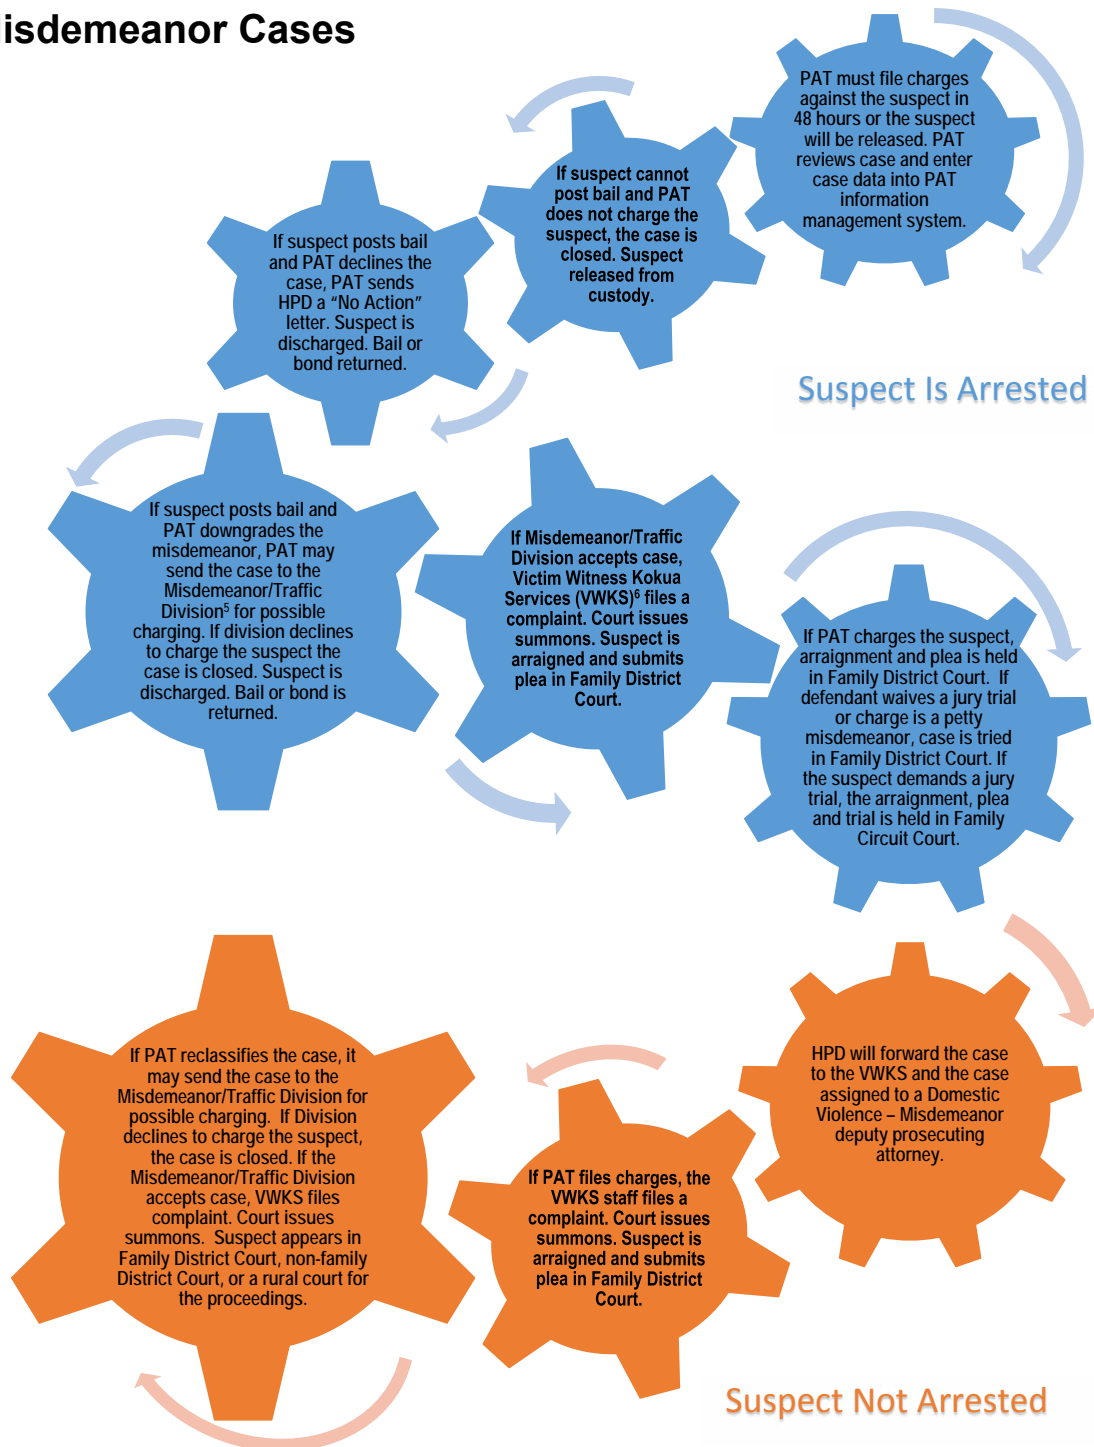 isdemeanor Cases
PAT must file charges
against the suspect in
48 hours or the suspect
will be released. PAT
reviews case and enter
case data into PAT
information
management system.
If suspect cannot
post bail and PAT
does not charge the
suspect, the case is
closed. Suspect
released from
custody.
If suspect posts bail
and PAT declines the
case, PAT sends
HPD a “No Action”
letter. Suspect is
discharged. Bail or
bond returned.
Suspect Is Arrested
If suspect posts bail and
PAT downgrades the
misdemeanor, PAT may
send the case to the
Misdemeanor/Traffic
Division⁵ for possible
charging. If division declines
to charge the suspect the
case is closed. Suspect is
discharged. Bail or bond is
returned.
If Misdemeanor/Traffic
Division accepts case,
Victim Witness Kokua
Services (VWKS)⁶ files a
complaint. Court issues
summons. Suspect is
arraigned and submits
plea in Family District
Court.
If PAT charges the suspect,
arraignment and plea is held
in Family District Court. If
defendant waives a jury trial
or charge is a petty
misdemeanor, case is tried
in Family District Court. If
the suspect demands a jury
trial, the arraignment, plea
and trial is held in Family
Circuit Court.
HPD will forward the case
to the VWKS and the case
assigned to a Domestic
Violence – Misdemeanor
deputy prosecuting
attorney.
If PAT files charges, the
VWKS staff files a
complaint. Court issues
summons. Suspect is
arraigned and submits
plea in Family District
Court.
If PAT reclassifies the case, it
may send the case to the
Misdemeanor/Traffic Division for
possible charging. If Division
declines to charge the suspect,
the case is closed. If the
Misdemeanor/Traffic Division
accepts case, VWKS files
complaint. Court issues
summons. Suspect appears in
Family District Court, non-family
District Court, or a rural court for
the proceedings.
Suspect Not Arrested